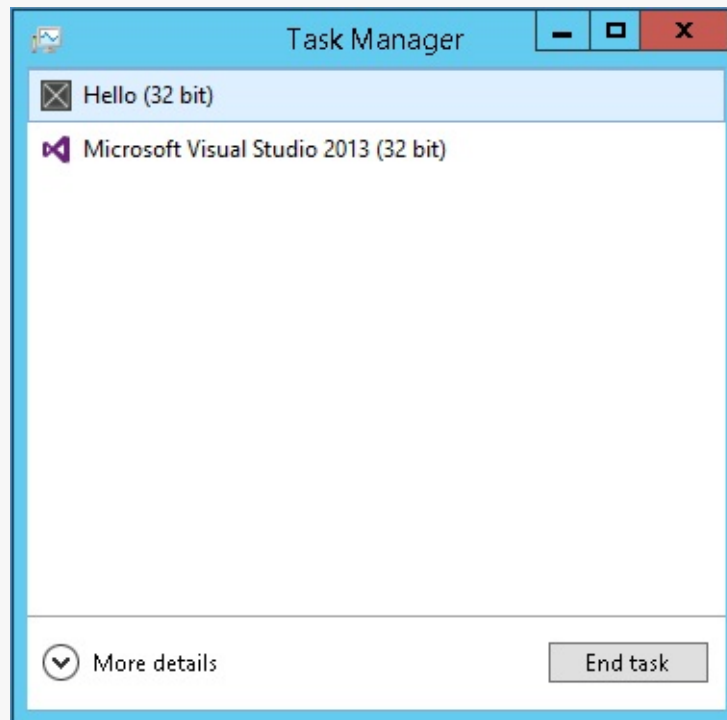 Task Manager
Hello (32 bit)
Microsoft Visual Studio 2013 (32 bit)
More details
End task